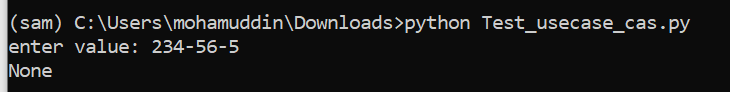 (sam) C:\Users\mohamuddin\Downloads>python Test_usecase_cas.py
enter value: 234-56-5
None